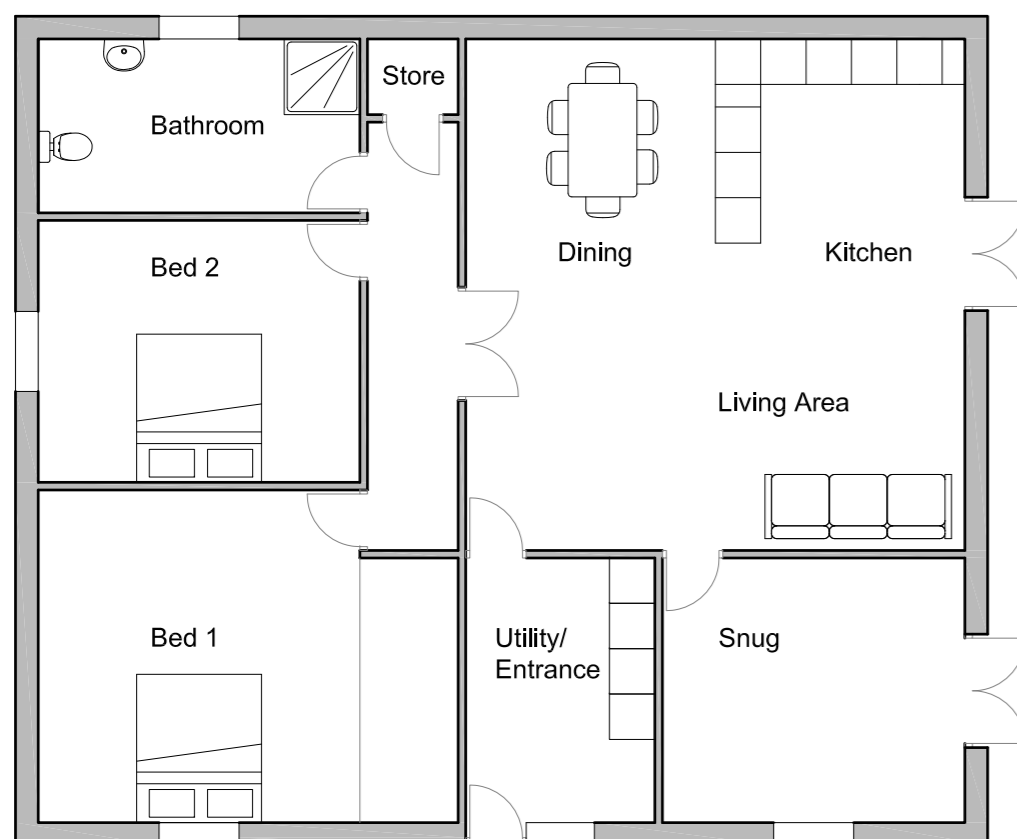 Store
Bathroom
Dining
Kitchen
Bed 2
Living Area
Bed 1
Utility/
Entrance
Snug